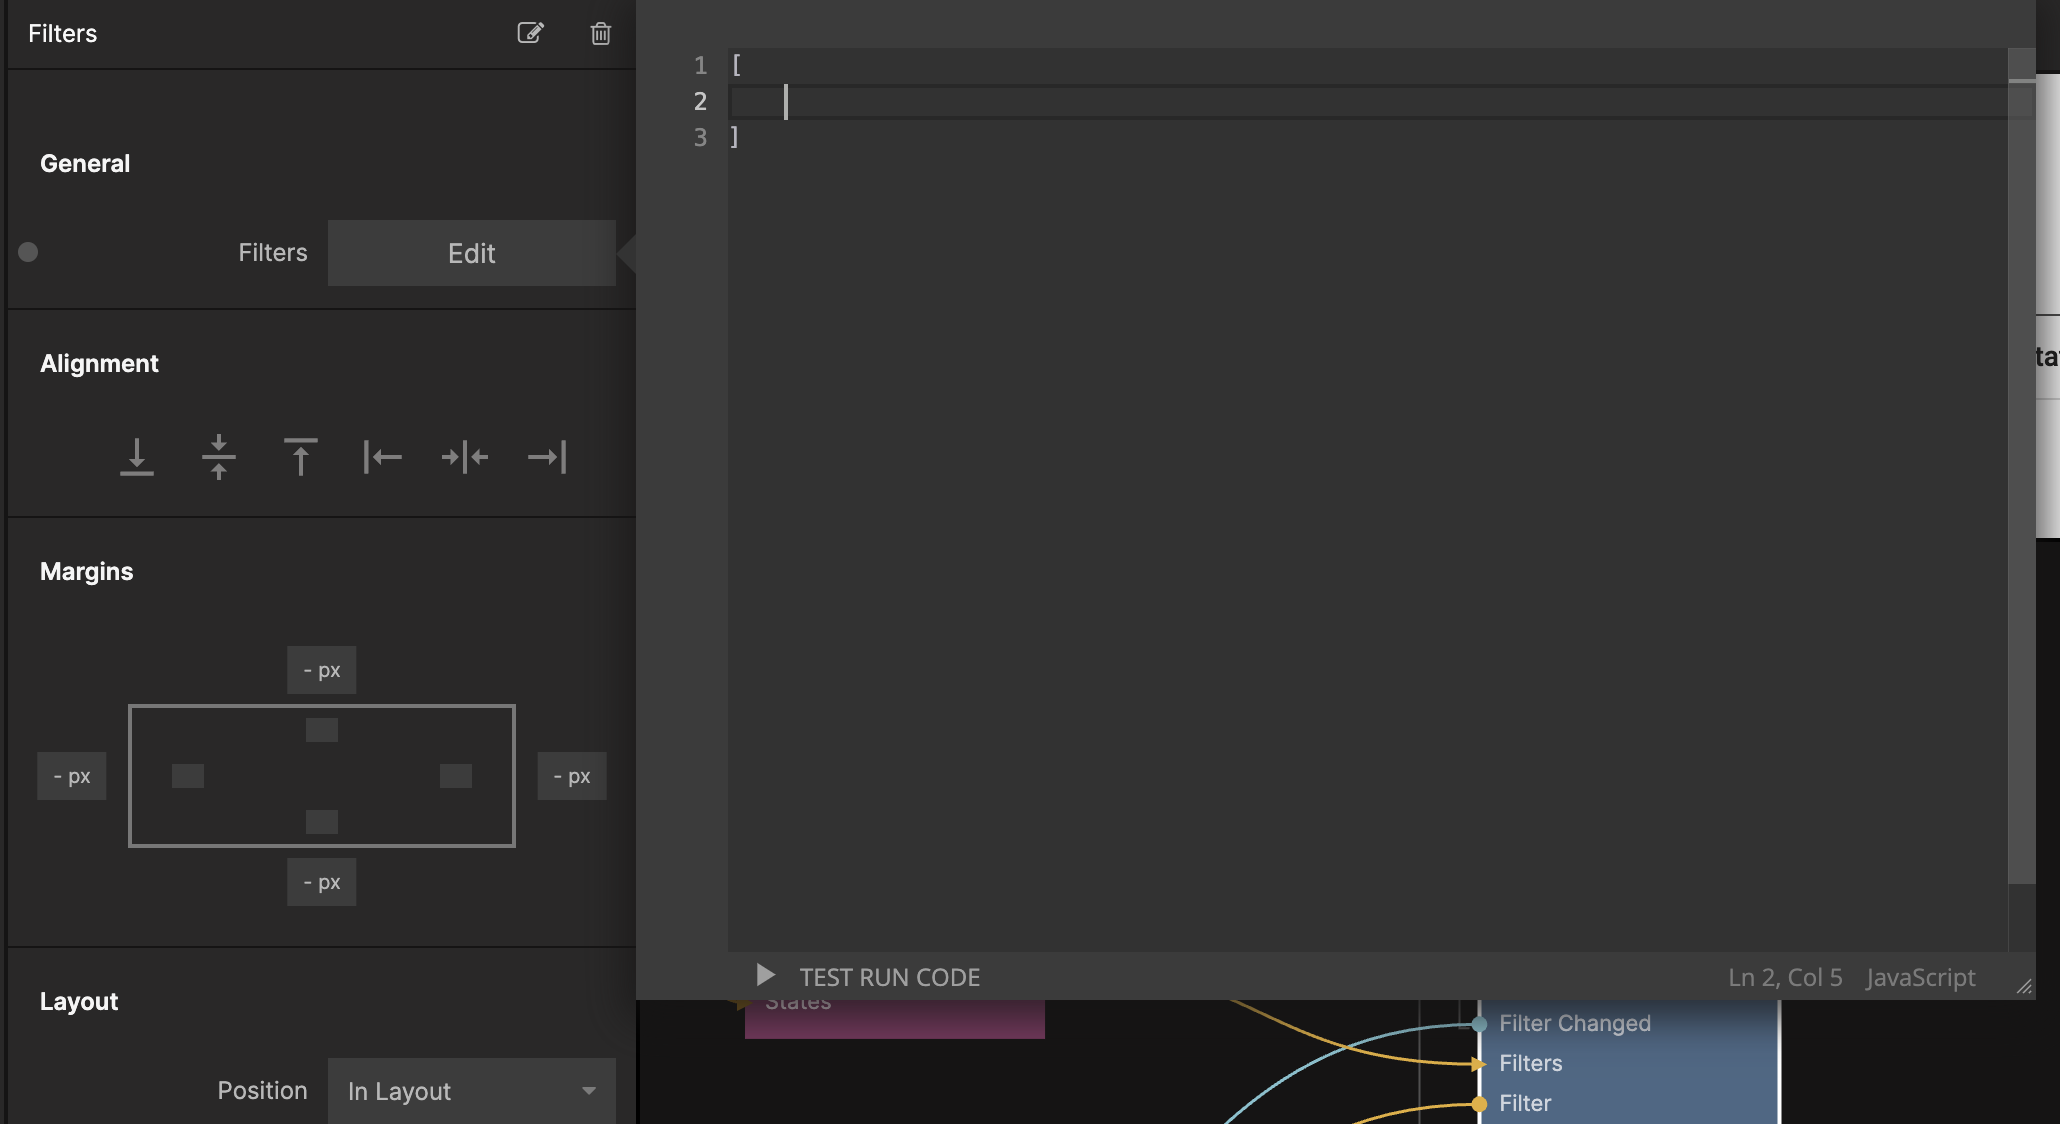 Filters
General
Filters
Edit
Alignment
Margins
- px
- px
- px
- px
Layout
Position
In Layout
1 [
2
3 ]
TEST RUN CODE
Ln 2, Col 5
JavaScript
States
Filter Changed
Filters
Filter